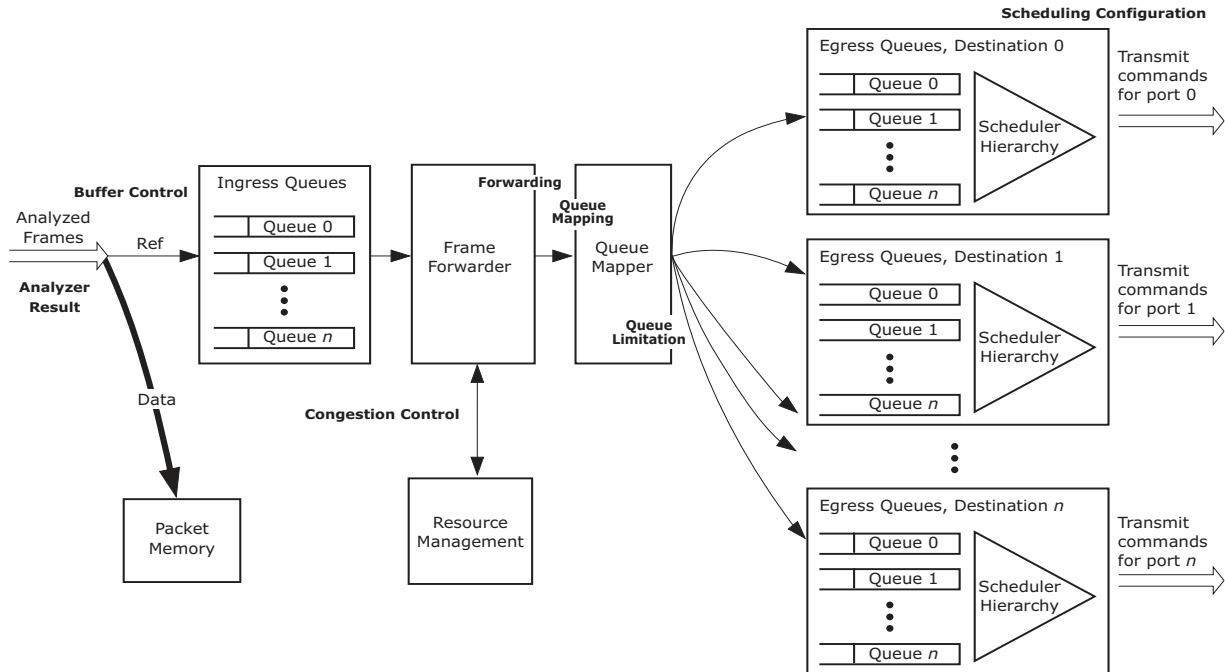 Scheduling Configuration
Egress Queues, Destination 0
Queue 0
Queue 1
Queue n
Scheduler
Hierarchy
Transmit
commands
for port 0
Buffer Control
Analyzed
Frames
Ref
Analyzer
Result
Data
Packet
Memory
Ingress Queues
Queue 0
Queue 1
Queue n
Frame
Forwarder
Forwarding
Congestion Control
Resource
Management
Queue
Mapping
Queue
Mapper
Queue
Limitation
Egress Queues, Destination 1
Queue 0
Queue 1
Queue n
Scheduler
Hierarchy
Transmit
commands
for port 1
Egress Queues, Destination n
Queue 0
Queue 1
Queue n
Scheduler
Hierarchy
Transmit
commands
for port n